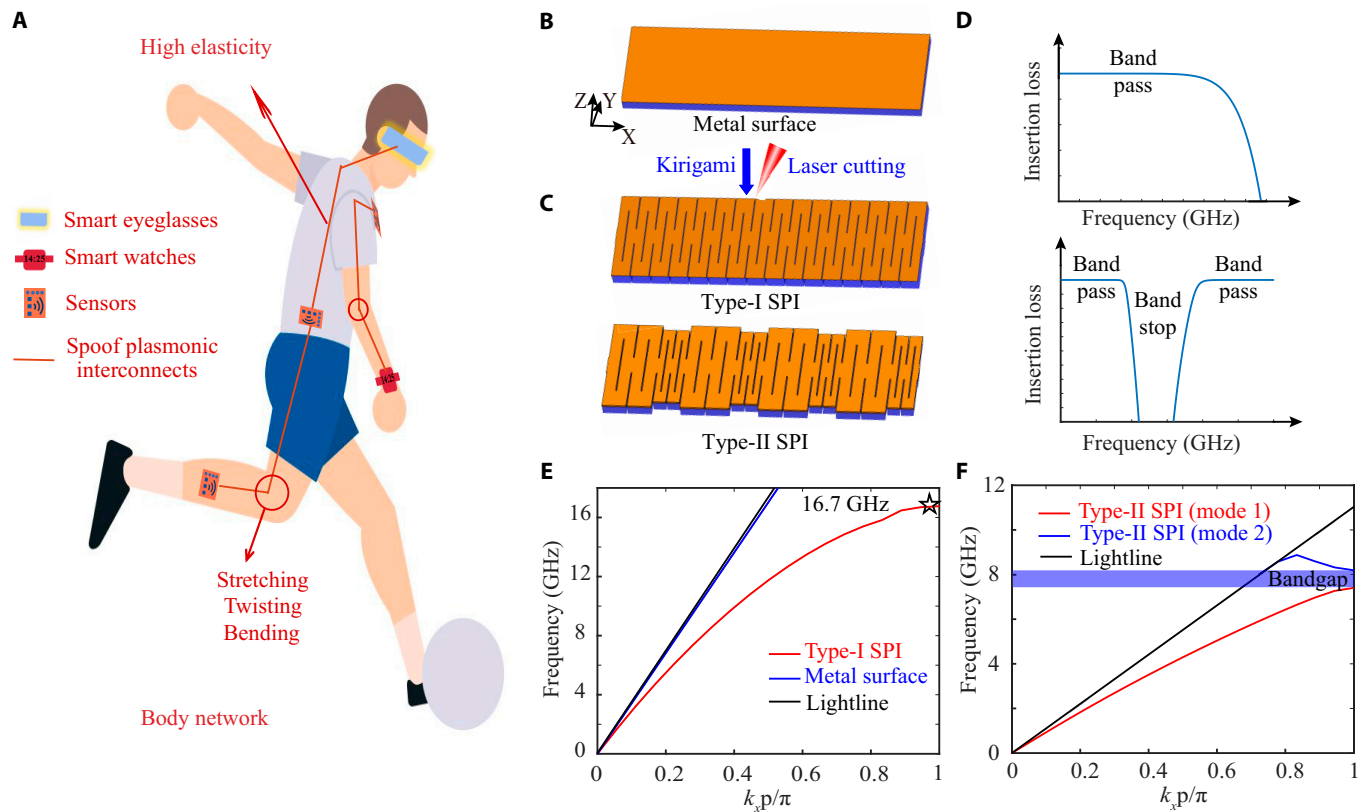 A
High elasticity
Smart eyeglasses
14:25
Smart watches
Sensors
Spoof plasmonic
interconnects
14:25
Stretching
Twisting
Bending
Body network
B
Z
Y
X
Metal surface
Kirigami
Laser cutting
C
Type-I SPI
Type-II SPI
D
Insertion loss
Band
pass
Frequency (GHz)
Insertion loss
Band
pass
Band
stop
Band
pass
Frequency (GHz)
E
Frequency (GHz)
16
12
8
4
0
16.7 GHz
Type-I SPI
Metal surface
Lightline
0 0.2 0.4 0.6 0.8 1
kₓp/π
F
Frequency (GHz)
12
8
4
0
Type-II SPI (mode 1)
Type-II SPI (mode 2)
Lightline
Bandgap
0 0.2 0.4 0.6 0.8 1
kₓp/π